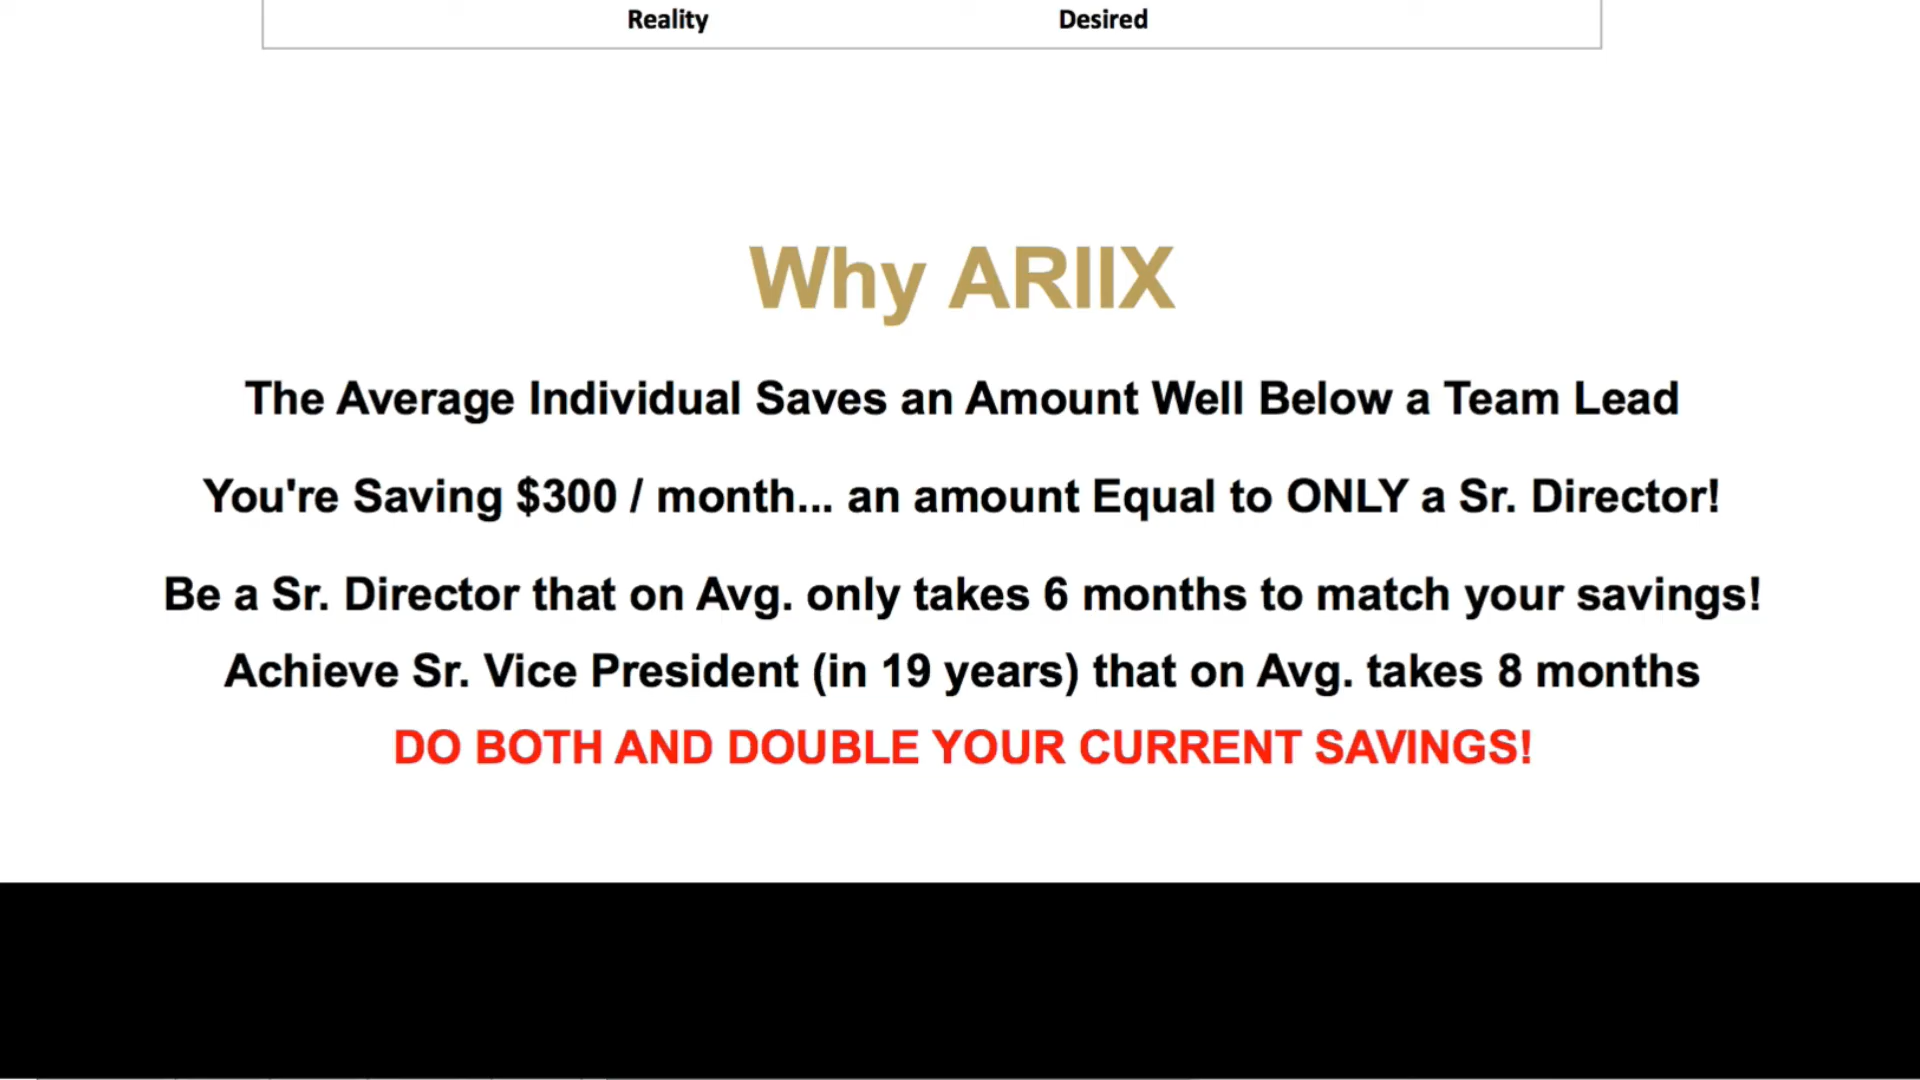 Reality Desired
Why ARIIX
The Average Individual Saves an Amount Well Below a Team Lead
You're Saving $300 / month... an amount Equal to ONLY a Sr. Director!
Be a Sr. Director that on Avg. only takes 6 months to match your savings!
Achieve Sr. Vice President (in 19 years) that on Avg. takes 8 months
DO BOTH AND DOUBLE YOUR CURRENT SAVINGS!